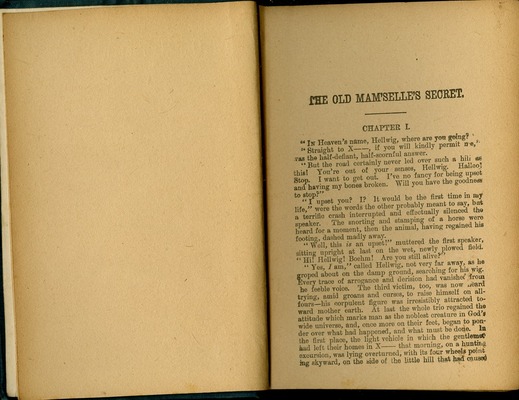 THE OLD MAM'SELLE'S SECRET.
CHAPTER I.
"IN Heaven's name, Hellwig, where are you going?"
"Straight to X——, if you will kindly permit me,"
was the half-defiant, half-scornful answer.
"But the road certainly never led over such a hill as
this! You're out of your senses, Hellwig. Halloo!
Stop. I want to get out. I've no fancy for being upset
and having my bones broken. Will you have the goodness
to stop?"
"I upset you? I? It would be the first time in my
life," were the words the other probably meant to say, but
a terrific crash interrupted and effectually silenced the
speaker. The snorting and stamping of a horse were
heard for a moment, then the animal, having regained his
footing, dashed madly away.
"Well, this is an upset!" muttered the first speaker,
sitting upright at last on the wet, newly plowed field.
"Hi! Hellwig! Boehm! Are you still alive?"
"Yes, I am," called Hellwig, not very far away, as he
groped about on the damp ground, searching for his wig.
Every trace of arrogance and derision had vanished from
he feeble voice. The third victim, too, was now heard
trying, amid groans and curses, to raise himself on all-
fours—his corpulent figure was irresistibly attracted to-
ward mother earth. At last the whole trio regained the
attitude which marks man as the noblest creature in God's
wide universe, and, once more on their feet, began to pon-
der over what had happened, and what must be done. In
the first place, the light vehicle in which the gentlemen
had left their homes in X—— that morning, on a hunting
excursion, was lying overturned, with its four wheels point
ing skyward, on the side of the little hill that had caused